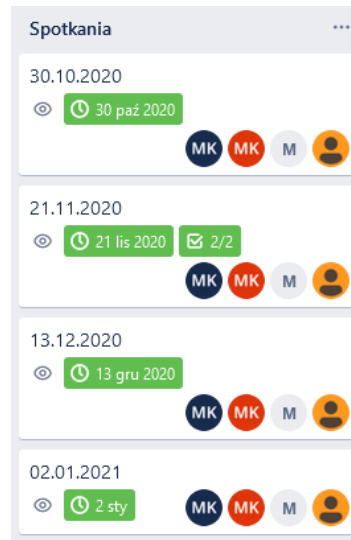 Spotkania
30.10.2020
30 paź 2020
MK MK M
21.11.2020
21 lis 2020 2/2
MK MK M
13.12.2020
13 gru 2020
MK MK M
02.01.2021
2 sty MK MK M